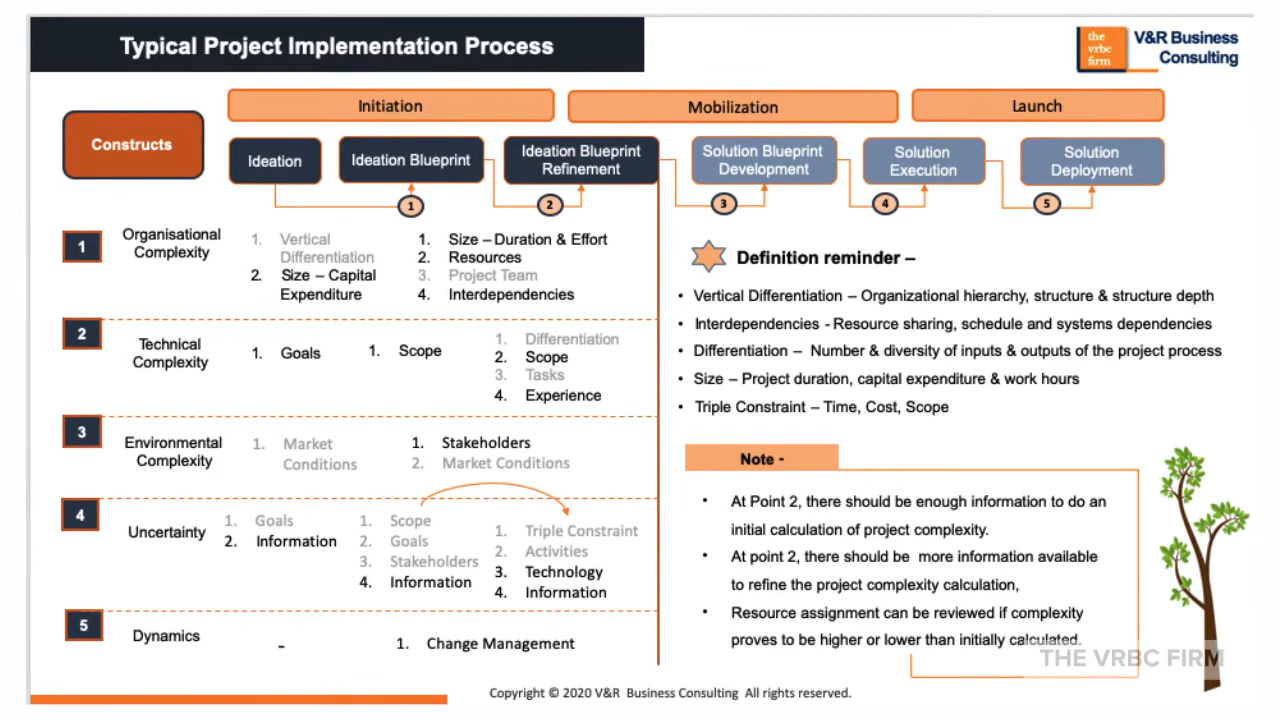 Typical Project Implementation Process
the
vrbc
firm
V&R Business
Consulting
Initiation
Mobilization
Launch
Constructs
Ideation
Ideation Blueprint
Ideation Blueprint
Refinement
Solution Blueprint
Development
Solution
Execution
Solution
Deployment
1
2
3
4
5
1
Organisational
Complexity
1. Vertical
Differentiation
2. Size – Capital
Expenditure
1. Size – Duration & Effort
2. Resources
3. Project Team
4. Interdependencies
2
Technical
Complexity
1. Goals
1. Scope
1. Differentiation
2. Scope
3. Tasks
4. Experience
3
Environmental
Complexity
1. Market
Conditions
1. Stakeholders
2. Market Conditions
4
Uncertainty
1. Goals
2. Information
1. Scope
2. Goals
3. Stakeholders
4. Information
1. Triple Constraint
2. Activities
3. Technology
4. Information
5
Dynamics
-
1. Change Management
Definition reminder –
• Vertical Differentiation – Organizational hierarchy, structure & structure depth
• Interdependencies - Resource sharing, schedule and systems dependencies
• Differentiation – Number & diversity of inputs & outputs of the project process
• Size – Project duration, capital expenditure & work hours
• Triple Constraint – Time, Cost, Scope
Note -
• At Point 2, there should be enough information to do an
initial calculation of project complexity.
• At point 2, there should be more information available
to refine the project complexity calculation,
• Resource assignment can be reviewed if complexity
proves to be higher or lower than initially calculated.
THE VRBC FIRM
Copyright © 2020 V&R Business Consulting All rights reserved.